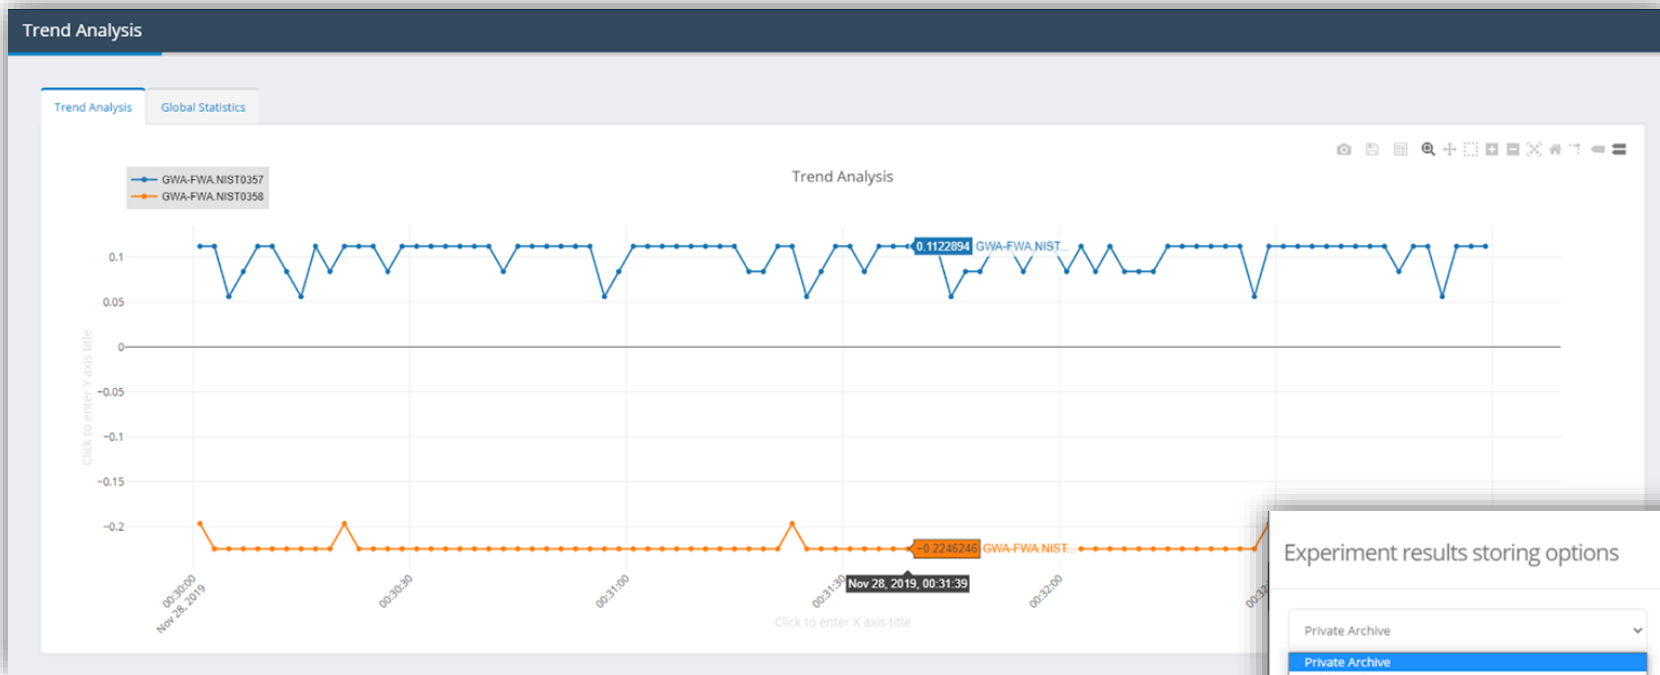 Trend Analysis
Trend Analysis
Global Statistics
GWA-FWA.NIST0357
GWA-FWA.NIST0358
Trend Analysis
0.1122894 GWA-FWA.NIST...
0.1
0.05
0
−0.05
−0.1
−0.15
−0.2
Click to enter Y axis title
−0.2246246 GWA-FWA.NIST...
00:30:00
Nov 28, 2019
00:30:30
00:31:00
00:31:30
Nov 28, 2019, 00:31:39
00:32:00
Click to enter X axis title
Experiment results storing options
Private Archive
Private Archive